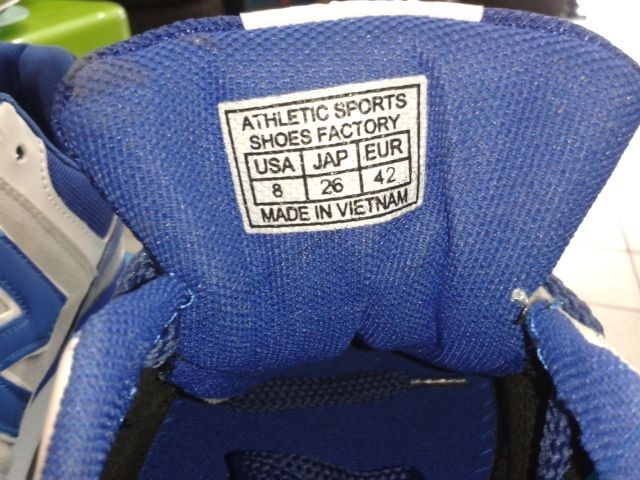 ATHLETIC SPORTS
SHOES FACTORY
USA JAP EUR
8 26 42
MADE IN VIETNAM